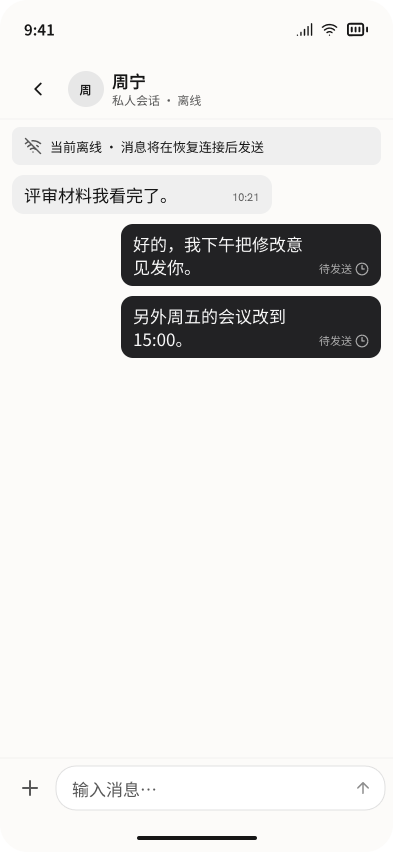 9:41
周
周宁
私人会话 • 离线
当前离线 • 消息将在恢复连接后发送
评审材料我看完了。
10:21
好的，我下午把修改意
见发你。
待发送
另外周五的会议改到
15:00。
待发送
输入消息…